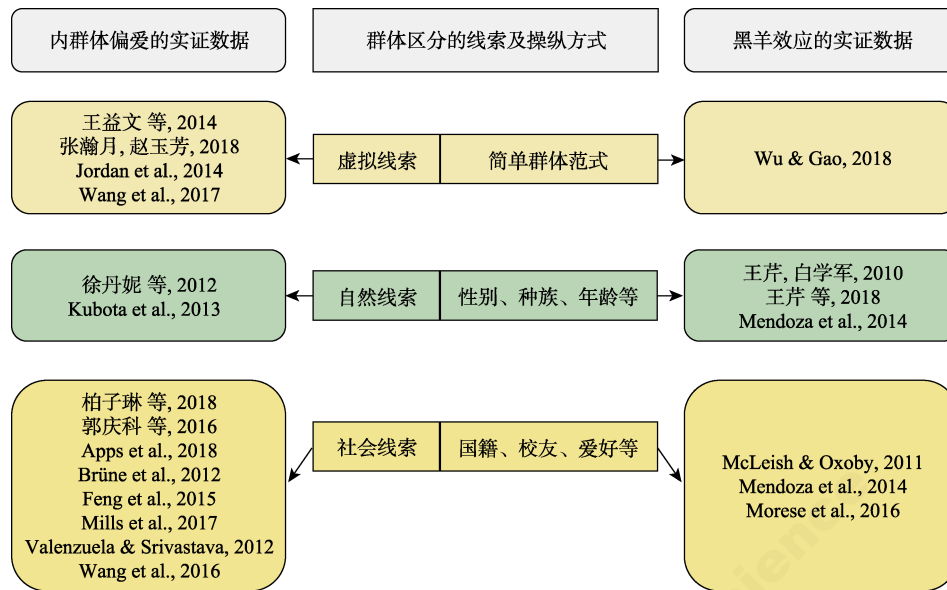 内群体偏爱的实证数据
群体区分的线索及操纵方式
黑羊效应的实证数据
王益文 等, 2014
张瀚月, 赵玉芳, 2018
Jordan et al., 2014
Wang et al., 2017
虚拟线索
简单群体范式
Wu & Gao, 2018
徐丹妮 等, 2012
Kubota et al., 2013
自然线索
性别、种族、年龄等
王芹, 白学军, 2010
王芹 等, 2018
Mendoza et al., 2014
柏子琳 等, 2018
郭庆科 等, 2016
Apps et al., 2018
Brüne et al., 2012
Feng et al., 2015
Mills et al., 2017
Valenzuela & Srivastava, 2012
Wang et al., 2016
社会线索
国籍、校友、爱好等
McLeish & Oxoby, 2011
Mendoza et al., 2014
Morese et al., 2016